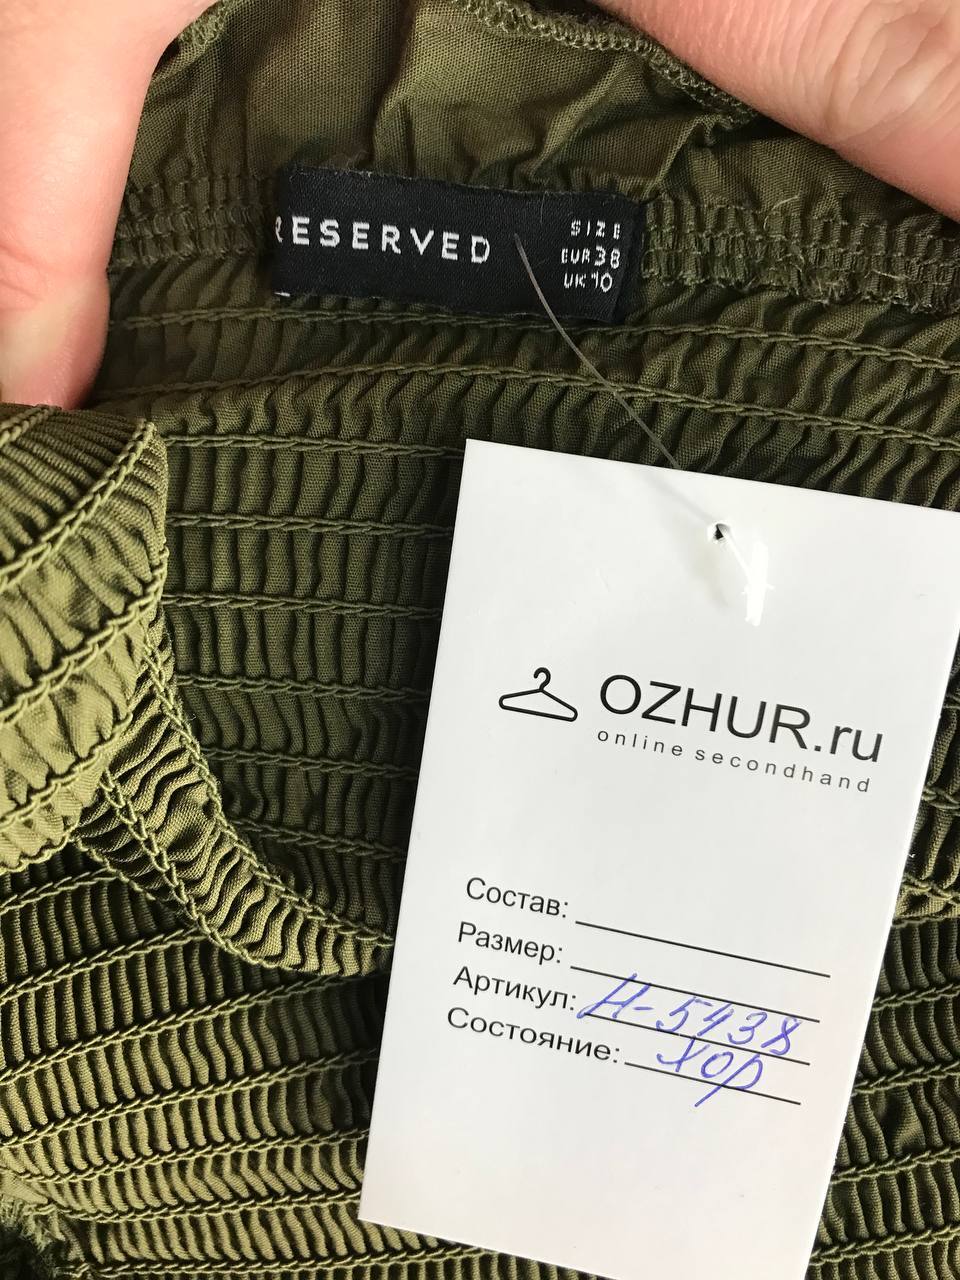 RESERVED
SIZE
EUR 38
UK 10
OZHUR.ru
online secondhand
Состав:
Размер:
Артикул: Н-5438
Состояние: хор